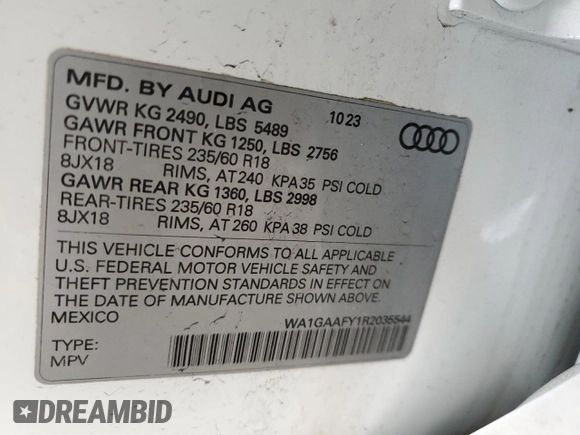 MFD. BY AUDI AG 10 23
GVWR KG 2490, LBS 5489
GAWR FRONT KG 1250, LBS 2756
FRONT-TIRES 235/60 R18
8JX18 RIMS, AT 240 KPA 35 PSI COLD
GAWR REAR KG 1360, LBS 2998
REAR-TIRES 235/60 R18
8JX18 RIMS, AT 260 KPA 38 PSI COLD
THIS VEHICLE CONFORMS TO ALL APPLICABLE
U.S. FEDERAL MOTOR VEHICLE SAFETY AND
THEFT PREVENTION STANDARDS IN EFFECT ON
THE DATE OF MANUFACTURE SHOWN ABOVE.
MEXICO
WA1GAAFY1R2035544
TYPE:
MPV
DREAMBID